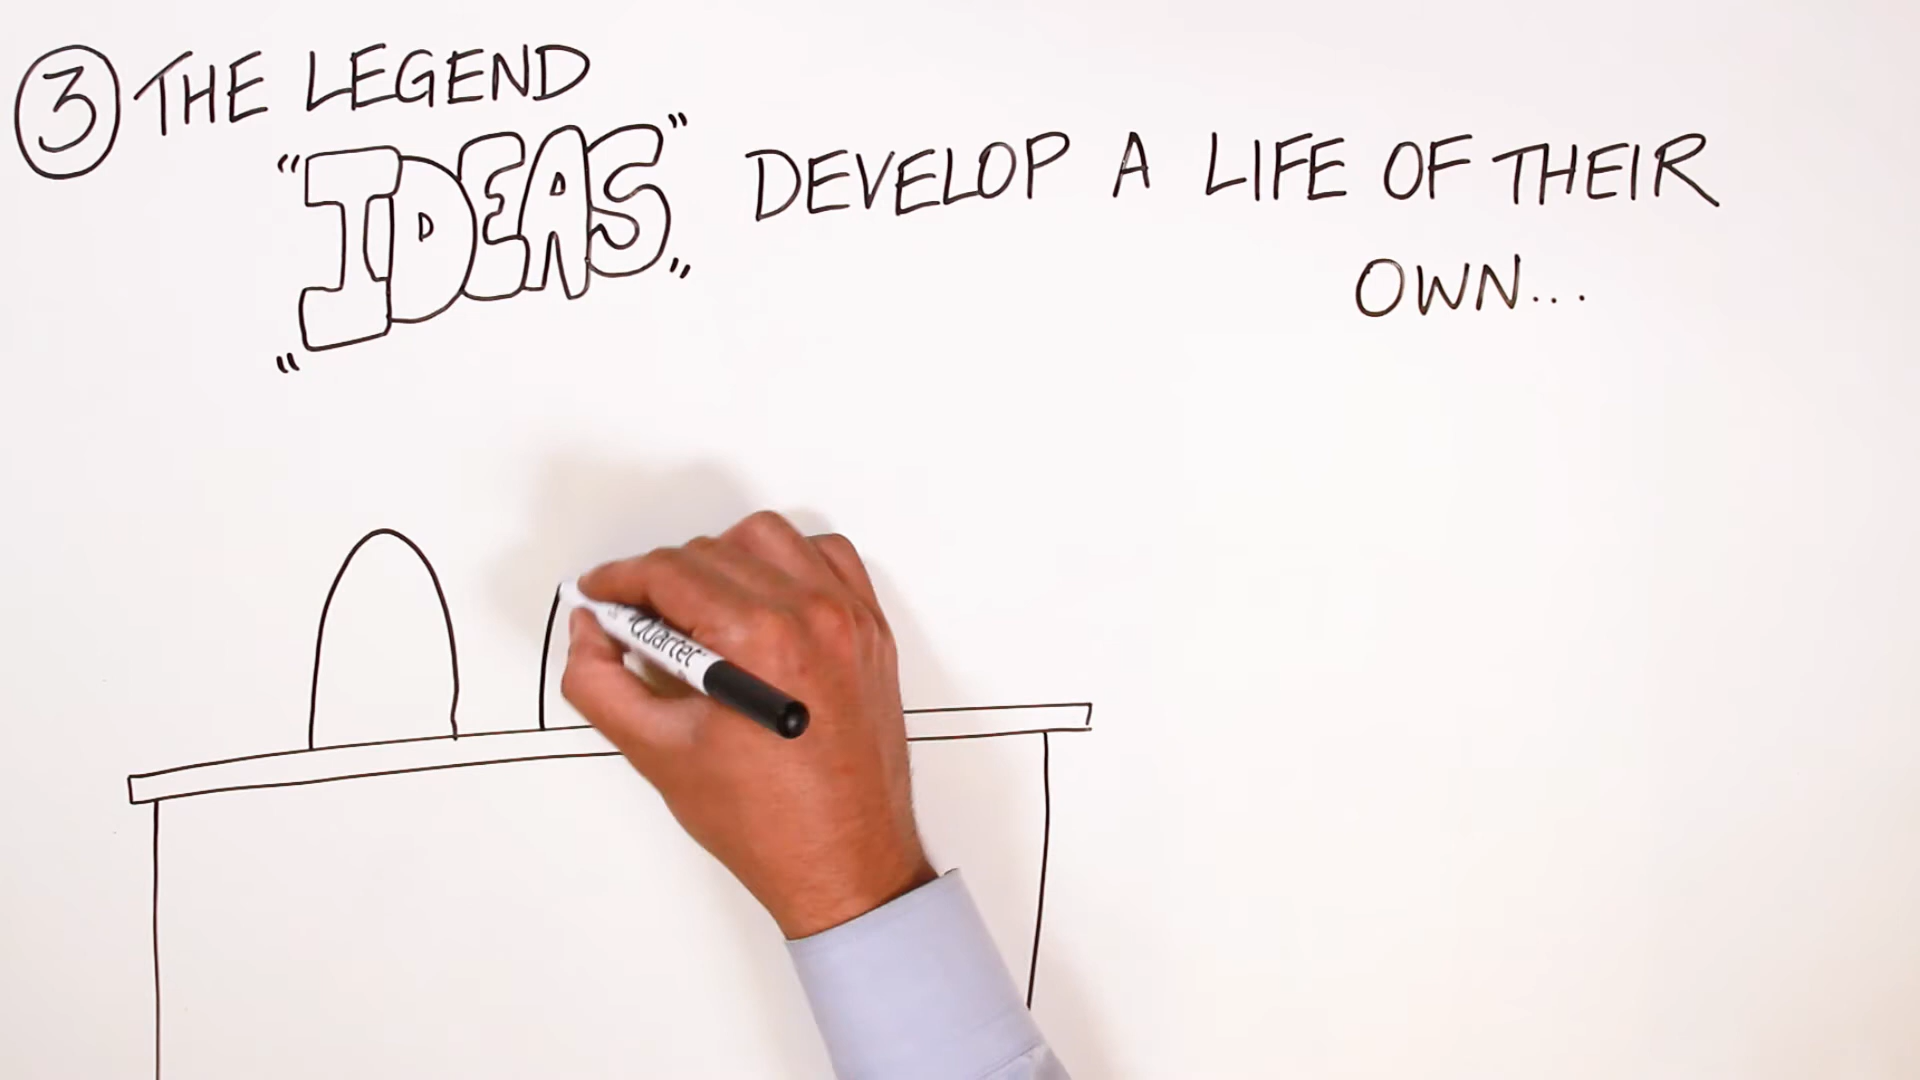 3 THE LEGEND
"IDEAS" DEVELOP A LIFE OF THEIR
OWN...
Quartet